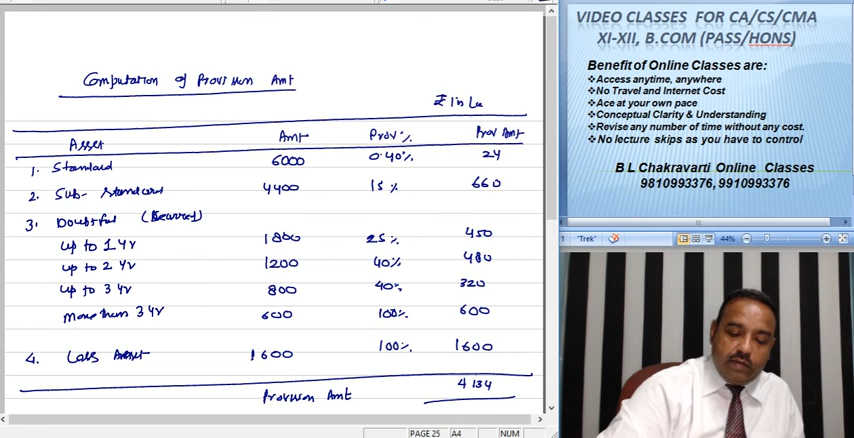 Computation of Provision Amt
₹ In La
Asset Amt Prov% Prov Amt
1. Standard 6000 0.40% 24
2. Sub-Standard 4400 15% 660
3. Doubtful (Secured)
up to 1 yr 1800 25% 450
up to 2 yr 1200 40% 480
up to 3 yr 800 40% 320
more than 3 yr 600 100% 600
4. Loss Asset 1600 100% 1600
Provision Amt 4134
PAGE 25 A4 NUM
VIDEO CLASSES FOR CA/CS/CMA
XI-XII, B.COM (PASS/HONS)
Benefit of Online Classes are:
❖Access anytime, anywhere
❖No Travel and Internet Cost
❖Ace at your own pace
❖Conceptual Clarity & Understanding
❖Revise any number of time without any cost.
❖No lecture skips as you have to control
B L Chakravarti Online Classes
9810993376, 9910993376
1 "Trek" 44%